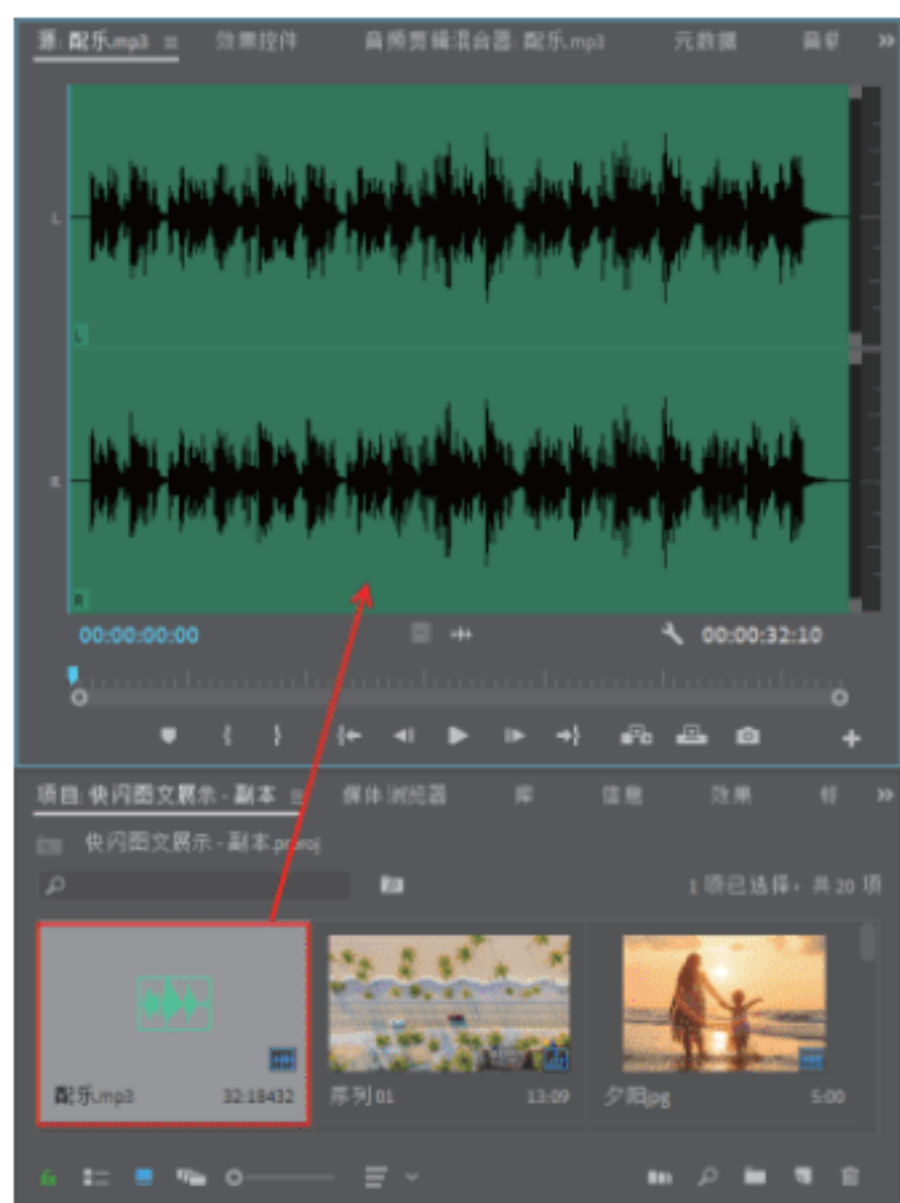 源: 配乐.mp3 效果控件 音频剪辑混合器: 配乐.mp3 元数据
L
L
R
R
00:00:00:00 00:00:32:10
项目: 快闪图文展示 - 副本 媒体浏览器 库 信息 效果
快闪图文展示 - 副本.prproj
1 项已选择，共 20 项
配乐.mp3 32:18432 序列 01 13:09 夕阳.jpg 5:00
fx